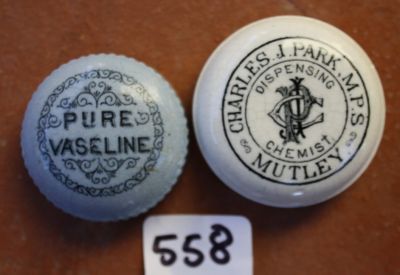 PURE
VASELINE
CHARLES. J. PARK, M.P.S.
DISPENSING
CHEMIST
MUTLEY
558